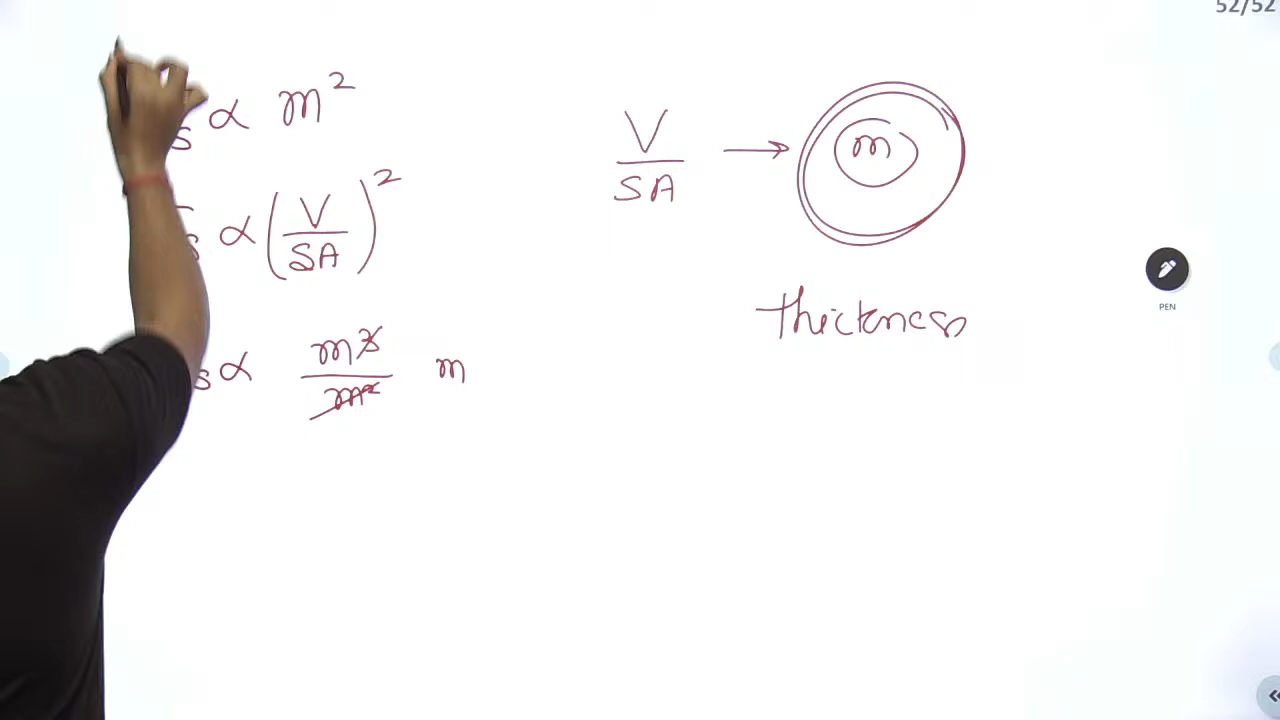 52/52
s ∝ m²
s ∝ (V/SA)²
s ∝ m³/m² m
V/SA → m
thickness
PEN